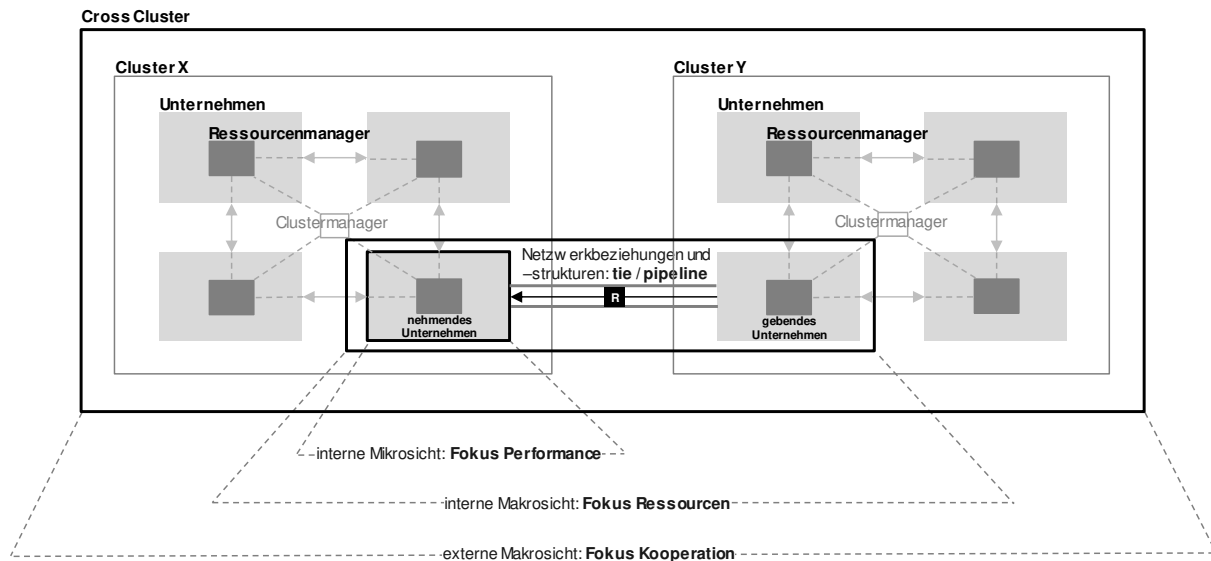 Cross Cluster
Cluster X
Cluster Y
Unternehmen
Unternehmen
Ressourcenmanager
Ressourcenmanager
Clustermanager
Clustermanager
Netzwerkbeziehungen und
–strukturen: tie / pipeline
R
nehmendes
Unternehmen
gebendes
Unternehmen
interne Mikrosicht: Fokus Performance
interne Makrosicht: Fokus Ressourcen
externe Makrosicht: Fokus Kooperation